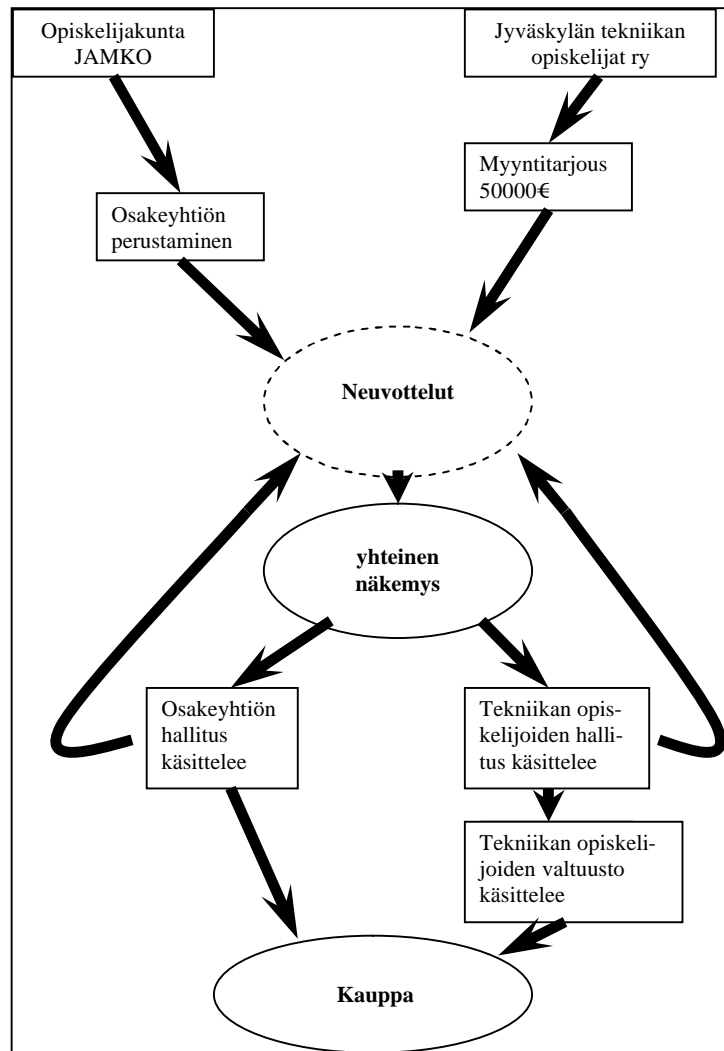 Opiskelijakunta
JAMKO
Jyväskylän tekniikan
opiskelijat ry
Myyntitarjous
50000€
Osakeyhtiön
perustaminen
Neuvottelut
yhteinen
näkemys
Osakeyhtiön
hallitus
käsittelee
Tekniikan opis-
kelijoiden halli-
tus käsittelee
Tekniikan opiskeli-
joiden valtuusto
käsittelee
Kauppa